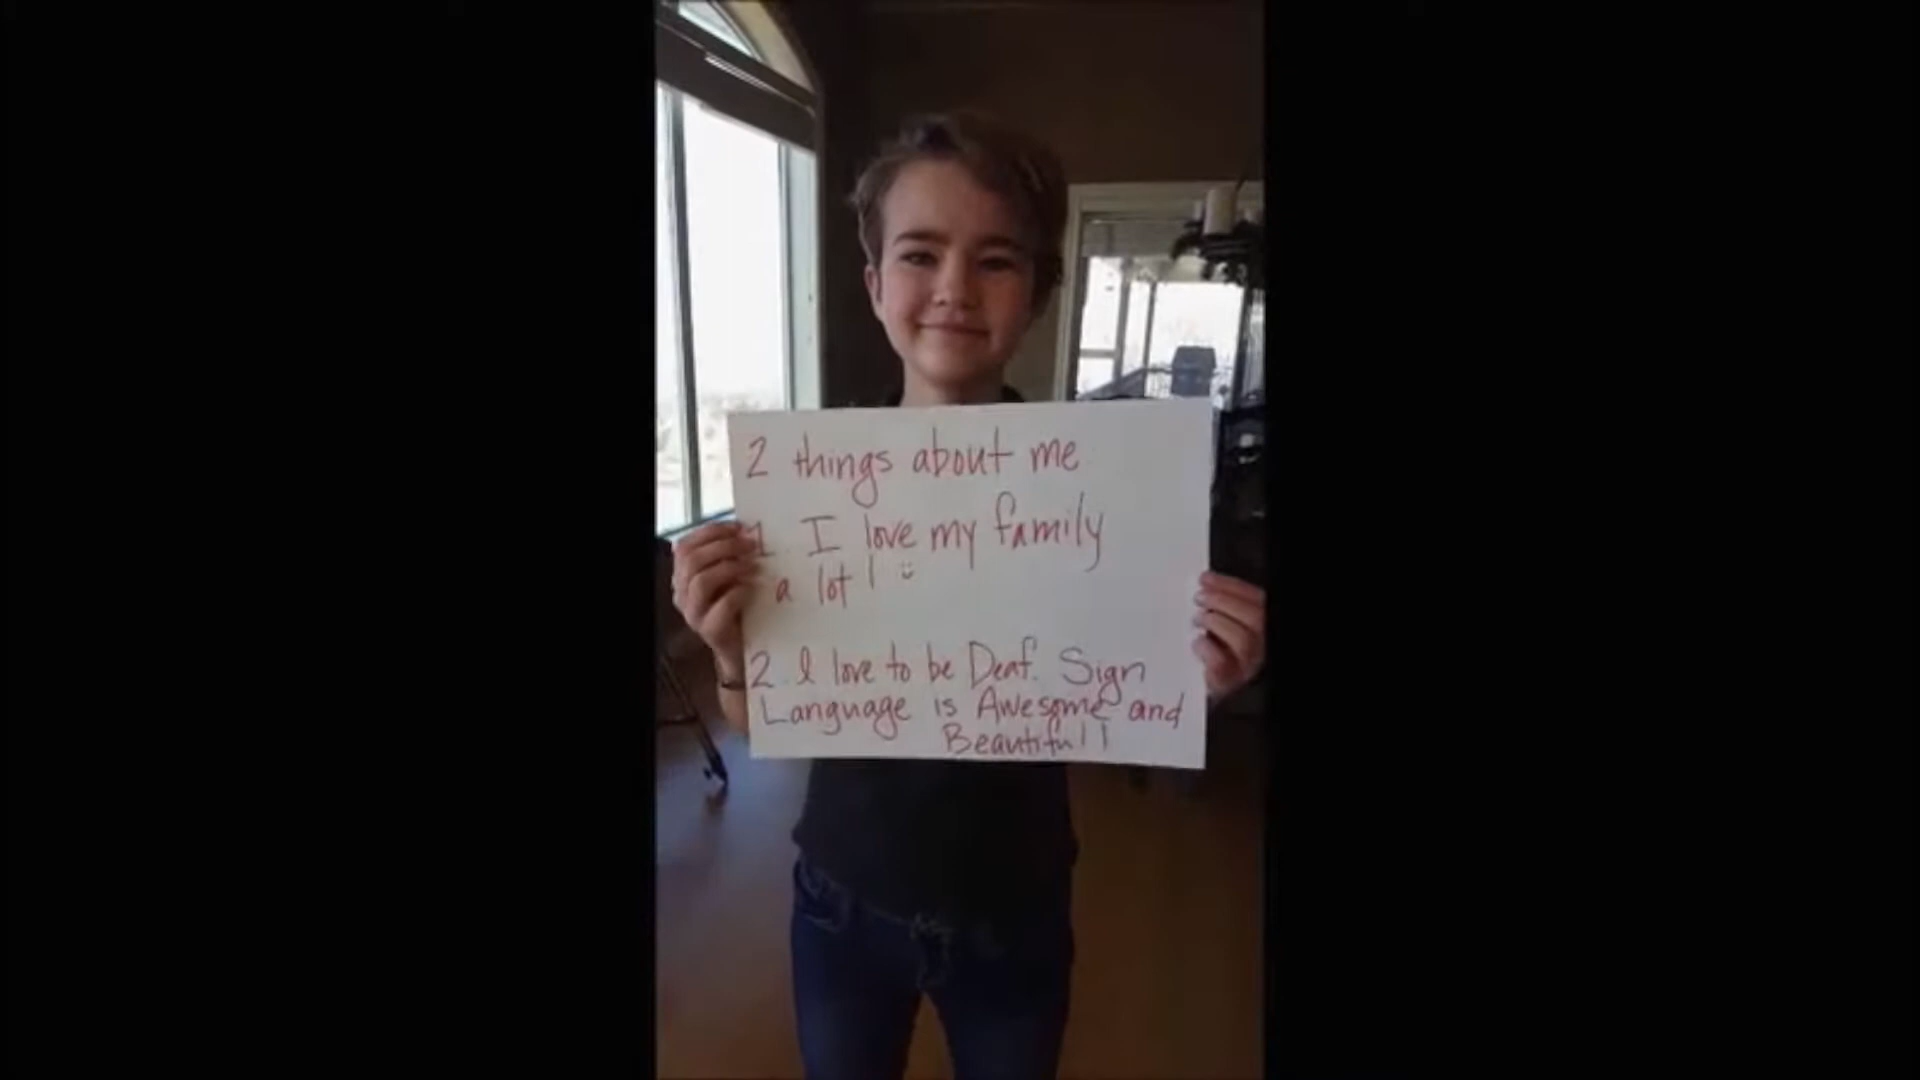 2 things about me
1. I love my family
a lot! :)
2. I love to be Deaf. Sign
Language is Awesome and
Beautiful!